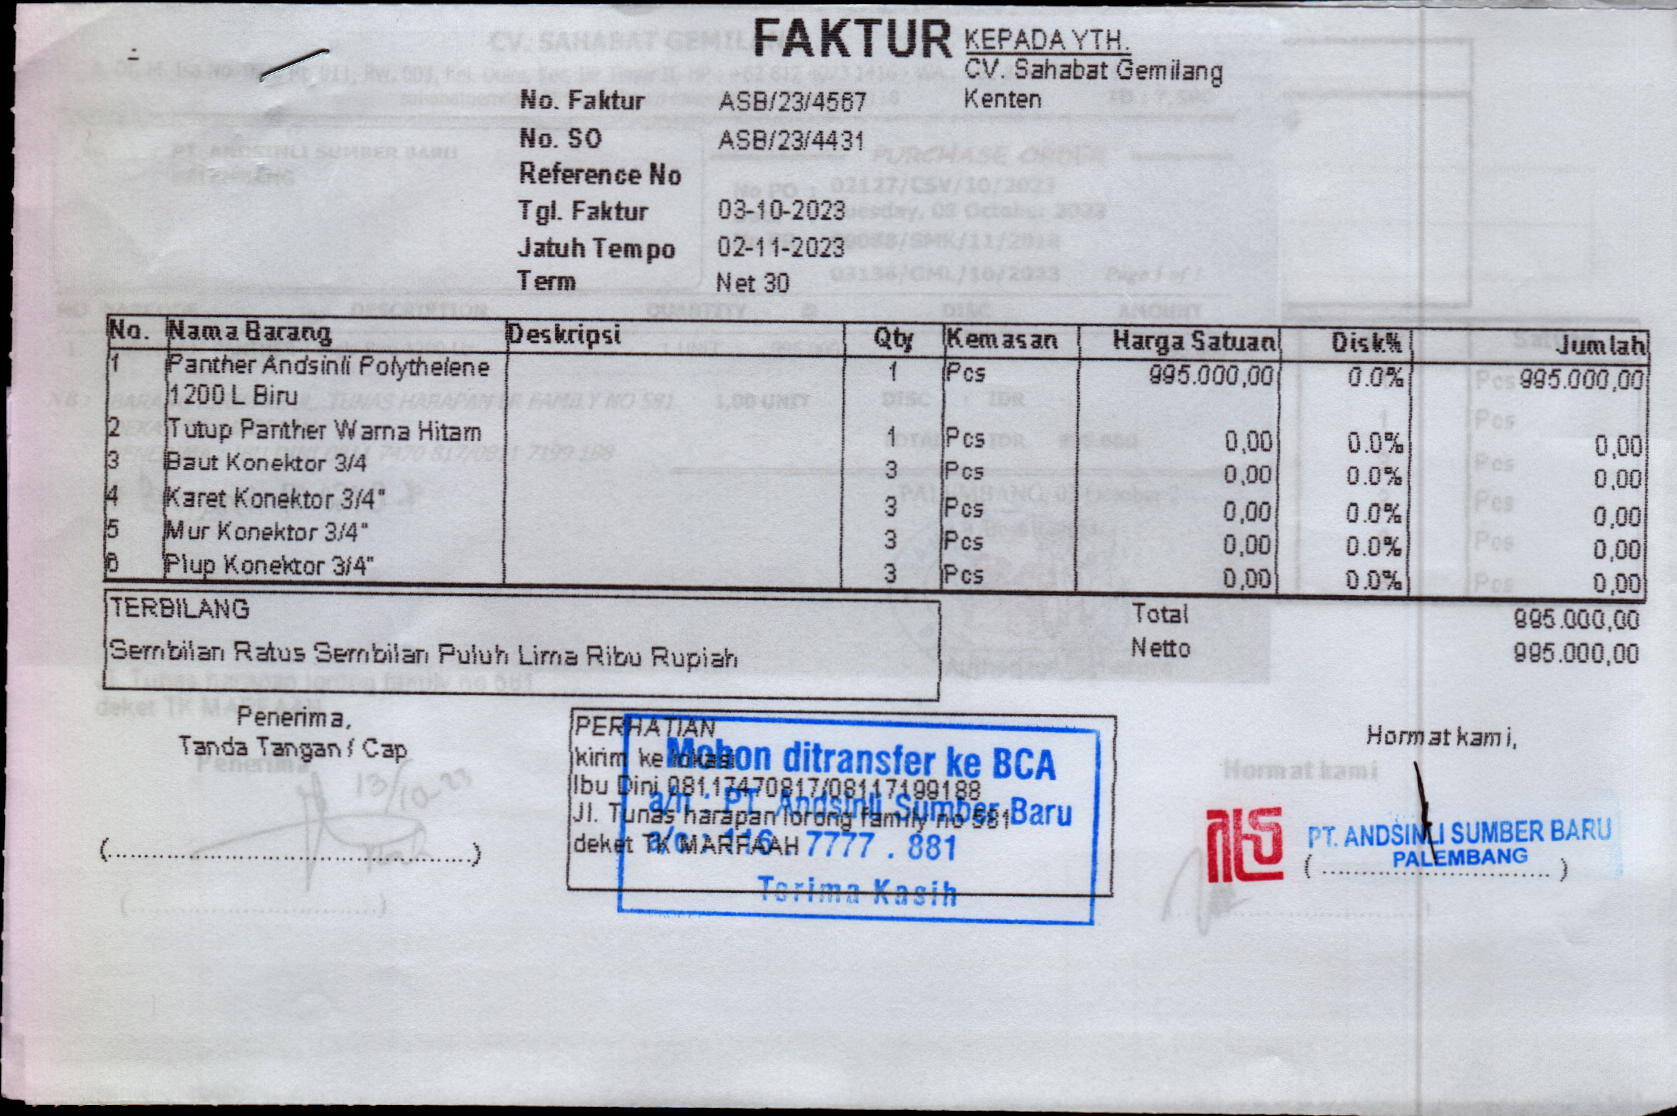 FAKTUR
KEPADA YTH.
CV. Sahabat Gemilang
Kenten
No. Faktur ASB/23/4567
No. SO ASB/23/4431
Reference No
Tgl. Faktur 03-10-2023
Jatuh Tempo 02-11-2023
Term Net 30
No. Nama Barang Deskripsi Qty Kemasan Harga Satuan Disk% Jumlah
1 Panther Andsinli Polythelene 1 Pcs 995.000,00 0.0% 995.000,00
1200 L Biru
2 Tutup Panther Warna Hitam 1 Pcs 0,00 0.0% 0,00
3 Baut Konektor 3/4 3 Pcs 0,00 0.0% 0,00
4 Karet Konektor 3/4" 3 Pcs 0,00 0.0% 0,00
5 Mur Konektor 3/4" 3 Pcs 0,00 0.0% 0,00
6 Plup Konektor 3/4" 3 Pcs 0,00 0.0% 0,00
TERBILANG
Sembilan Ratus Sembilan Puluh Lima Ribu Rupiah
Total 995.000,00
Netto 995.000,00
Penerima,
Tanda Tangan / Cap
13/10-23
(........................................................)
PERHATIAN
kirim ke lokasi
Ibu Dini 08117470817/08117199188
Jl. Tunas harapan lorong family no 581
deket TK MARFAAH
Mohon ditransfer ke BCA
a/n : PT. Andsinli Sumber Baru
a/c : 116 . 7777 . 881
Terima Kasih
Hormat kami,
PT. ANDSINLI SUMBER BARU
PALEMBANG
(..................................)